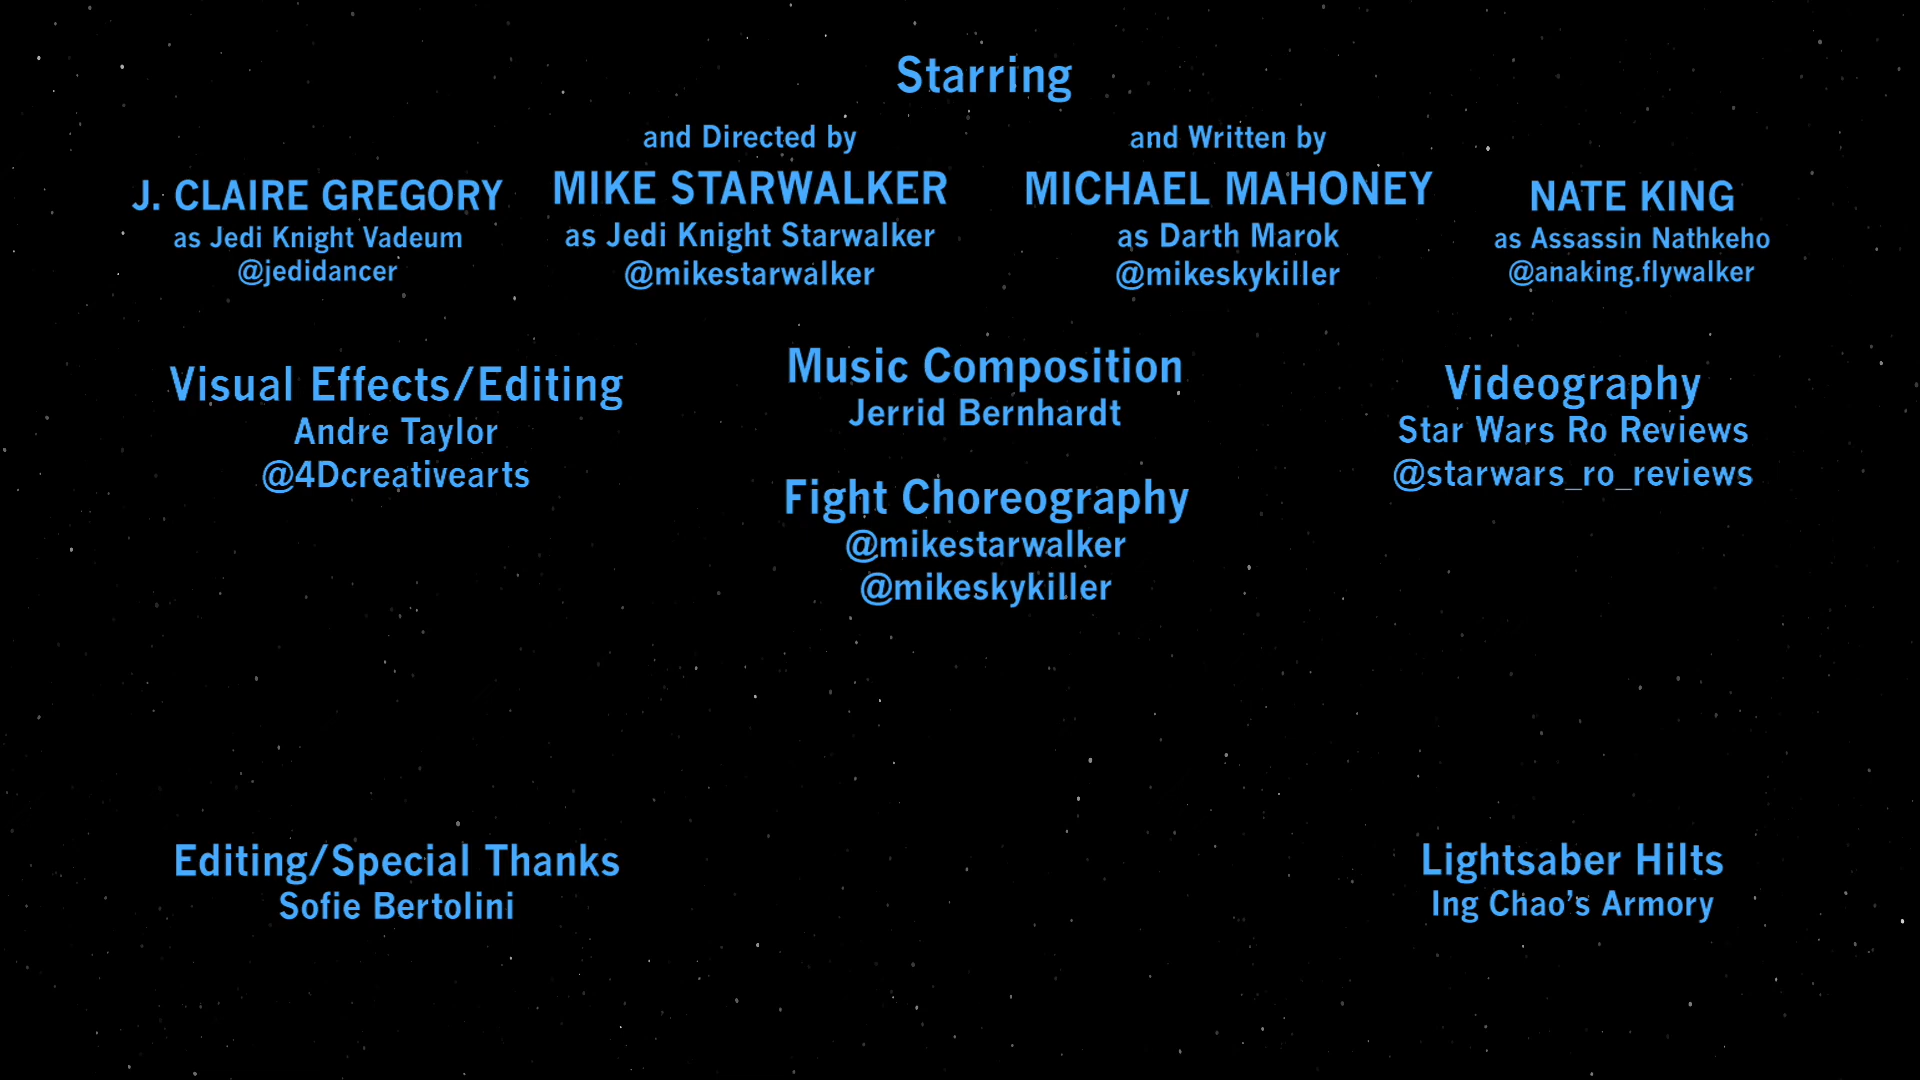 Starring
J. CLAIRE GREGORY
as Jedi Knight Vadeum
@jedidancer
and Directed by
MIKE STARWALKER
as Jedi Knight Starwalker
@mikestarwalker
and Written by
MICHAEL MAHONEY
as Darth Marok
@mikeskykiller
NATE KING
as Assassin Nathkeho
@anaking.flywalker
Visual Effects/Editing
Andre Taylor
@4Dcreativearts
Music Composition
Jerrid Bernhardt
Fight Choreography
@mikestarwalker
@mikeskykiller
Videography
Star Wars Ro Reviews
@starwars_ro_reviews
Editing/Special Thanks
Sofie Bertolini
Lightsaber Hilts
Ing Chao’s Armory